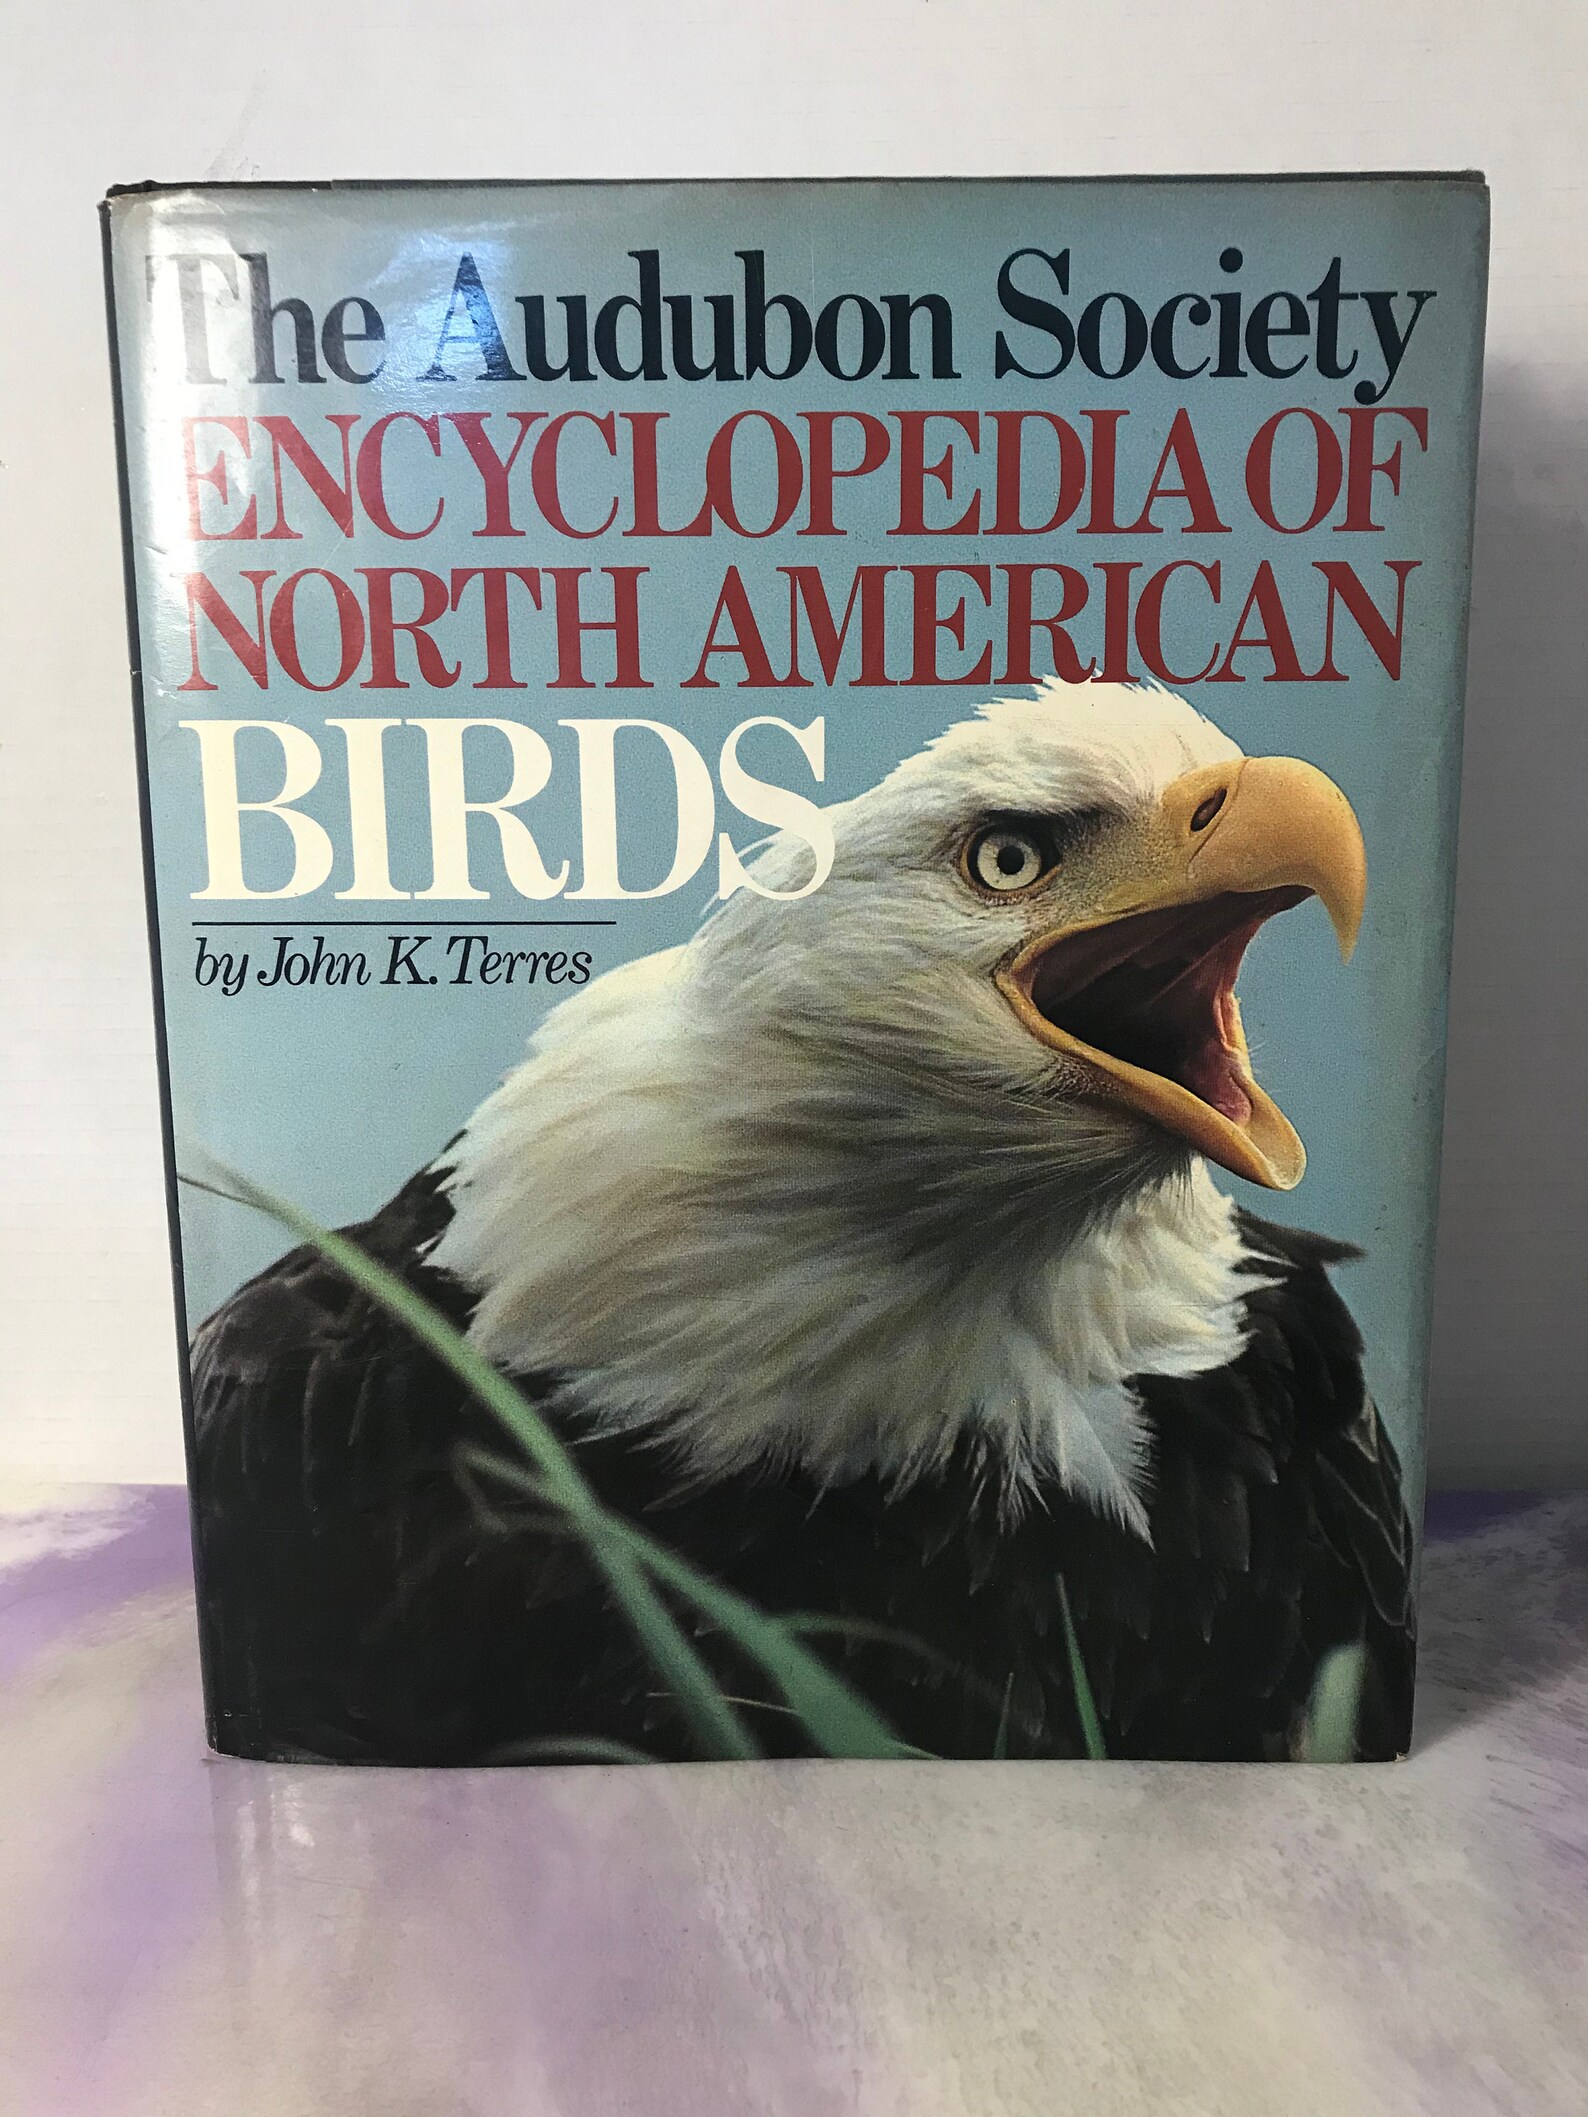 The Audubon Society
ENCYCLOPEDIA OF
NORTH AMERICAN
BIRDS
by John K. Terres